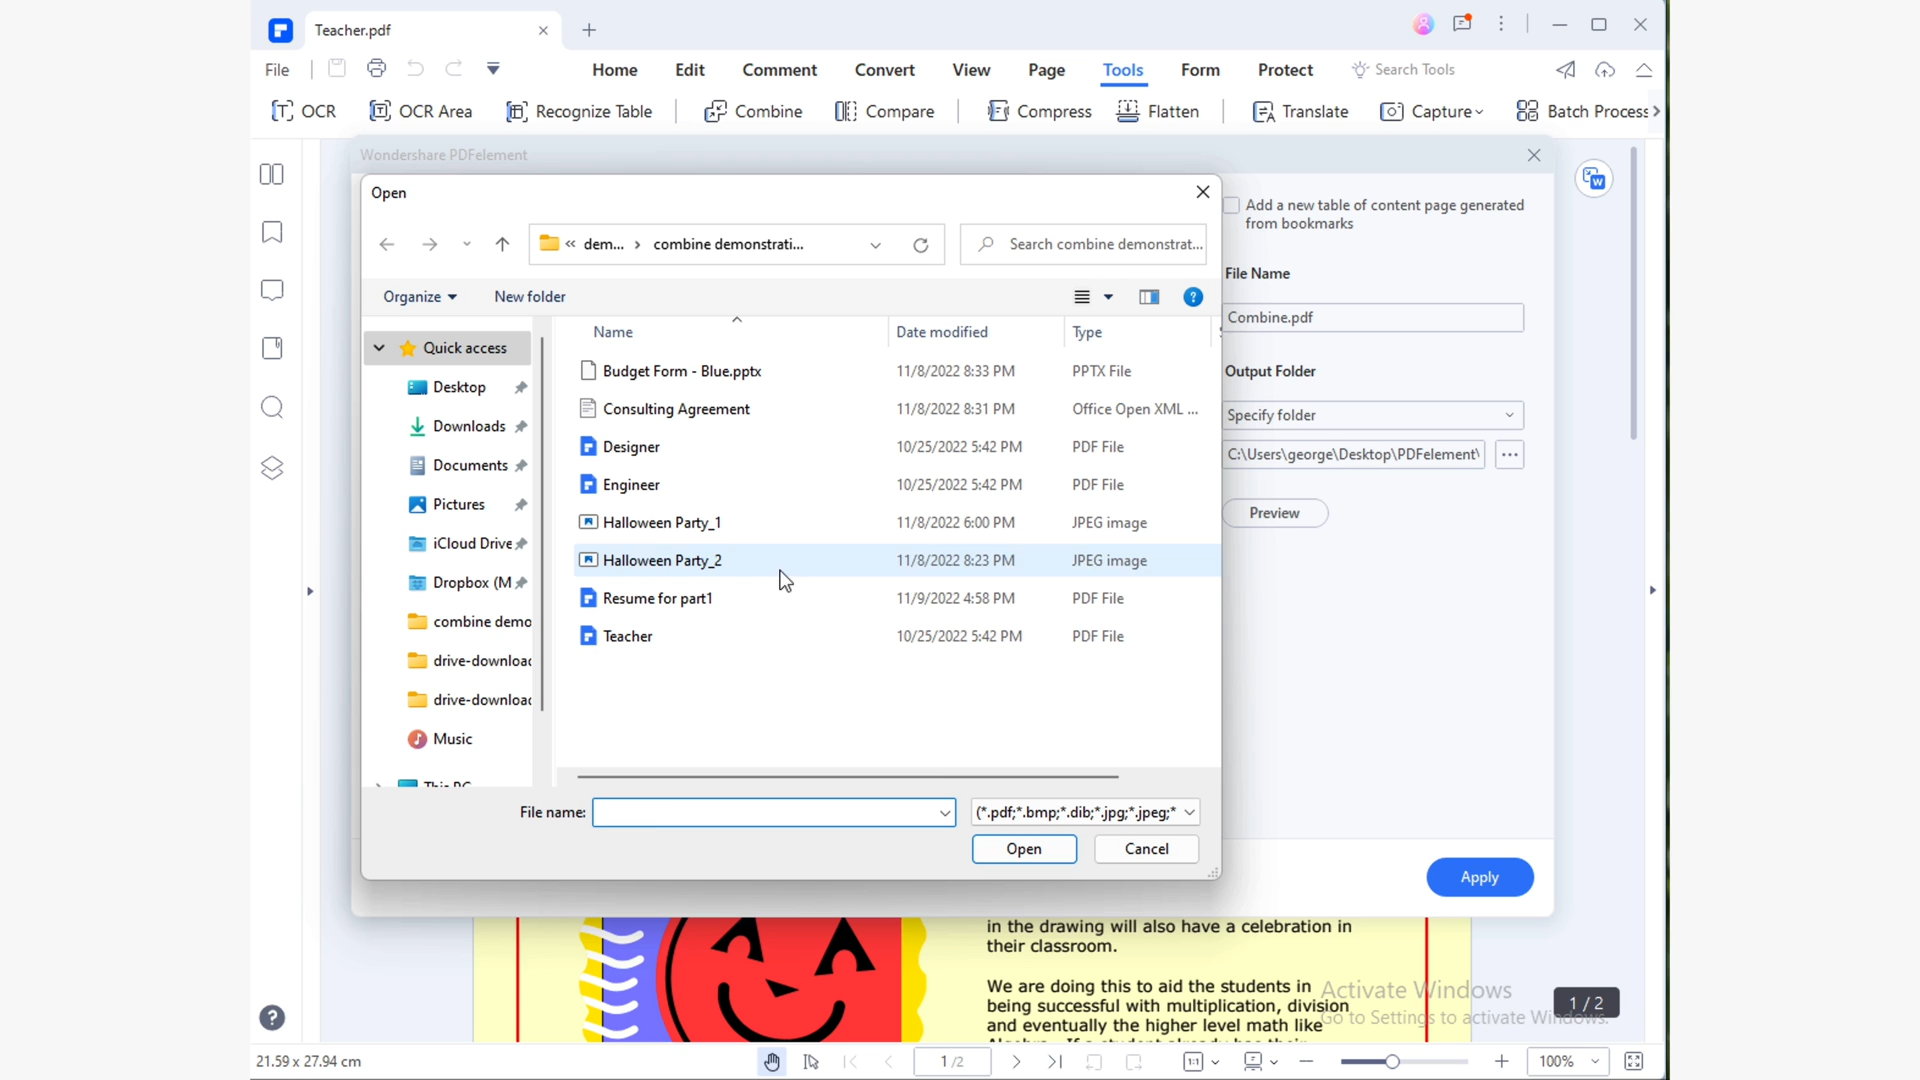 Teacher.pdf
File
Home
Edit
Comment
Convert
View
Page
Tools
Form
Protect
Search Tools
OCR
OCR Area
Recognize Table
Combine
Compare
Compress
Flatten
Translate
Capture
Batch Process
Wondershare PDFelement
Open
« dem... › combine demonstrati...
Search combine demonstrat...
Organize
New folder
Name
Date modified
Type
Quick access
Desktop
Downloads
Documents
Pictures
iCloud Drive
Dropbox (M
combine demo
drive-downloa
drive-downloa
Music
Budget Form - Blue.pptx 11/8/2022 8:33 PM PPTX File
Consulting Agreement 11/8/2022 8:31 PM Office Open XML ...
Designer 10/25/2022 5:42 PM PDF File
Engineer 10/25/2022 5:42 PM PDF File
Halloween Party_1 11/8/2022 6:00 PM JPEG image
Halloween Party_2 11/8/2022 8:23 PM JPEG image
Resume for part1 11/9/2022 4:58 PM PDF File
Teacher 10/25/2022 5:42 PM PDF File
File name:
(*.pdf;*.bmp;*.dib;*.jpg;*.jpeg;*
Open
Cancel
Add a new table of content page generated
from bookmarks
File Name
Combine.pdf
Output Folder
Specify folder
C:\Users\george\Desktop\PDFelement\
...
Preview
Apply
in the drawing will also have a celebration in
their classroom.
We are doing this to aid the students in
being successful with multiplication, division
and eventually the higher level math like
Activate Windows
Go to Settings to activate Windows.
1 / 2
21.59 x 27.94 cm
1 /2
1:1
100%